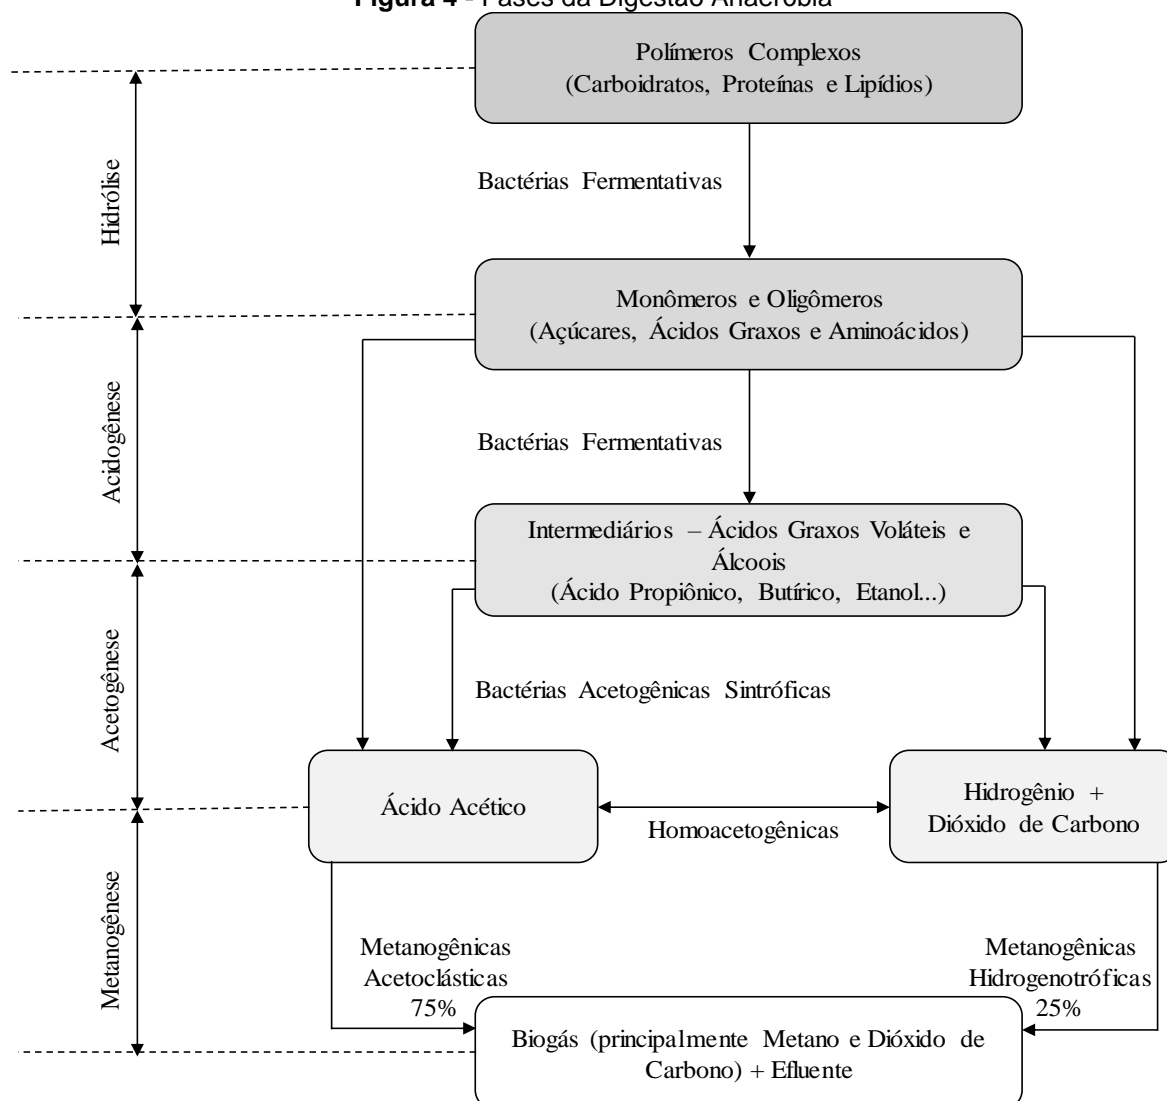 Figura 4 - Fases da Digestão Anaeróbia
Polímeros Complexos
(Carboidratos, Proteínas e Lipídios)
Hidrólise
Bactérias Fermentativas
Monômeros e Oligômeros
(Açúcares, Ácidos Graxos e Aminoácidos)
Acidogênese
Bactérias Fermentativas
Intermediários – Ácidos Graxos Voláteis e
Álcoois
(Ácido Propiônico, Butírico, Etanol...)
Acetogênese
Bactérias Acetogênicas Sintróficas
Ácido Acético
Homoacetogênicas
Hidrogênio +
Dióxido de Carbono
Metanogênese
Metanogênicas
Acetoclásticas
75%
Metanogênicas
Hidrogenotróficas
25%
Biogás (principalmente Metano e Dióxido de
Carbono) + Efluente